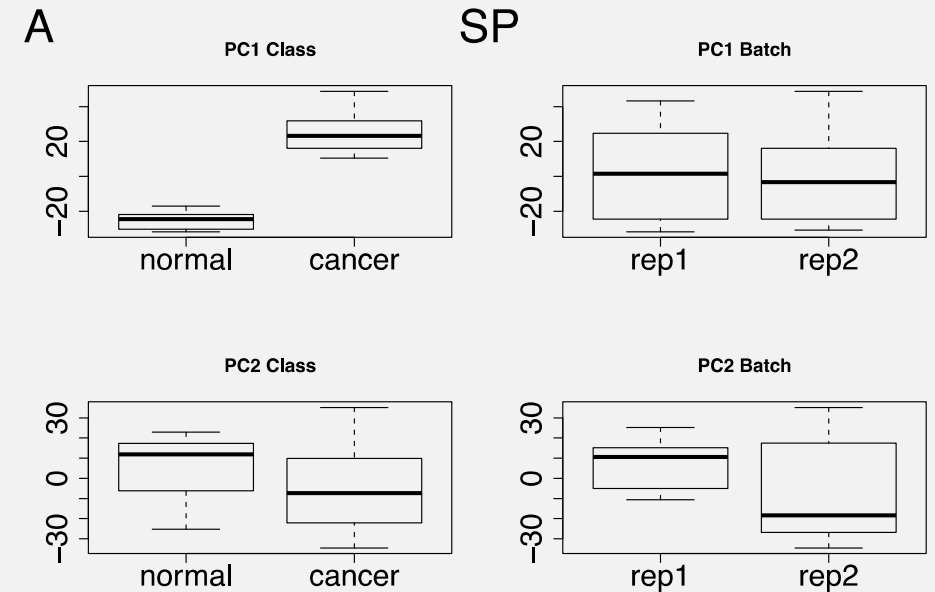 A
SP
PC1 Class
20
−20
normal cancer
PC1 Batch
20
−20
rep1 rep2
PC2 Class
30
0
−30
normal cancer
PC2 Batch
30
0
−30
rep1 rep2